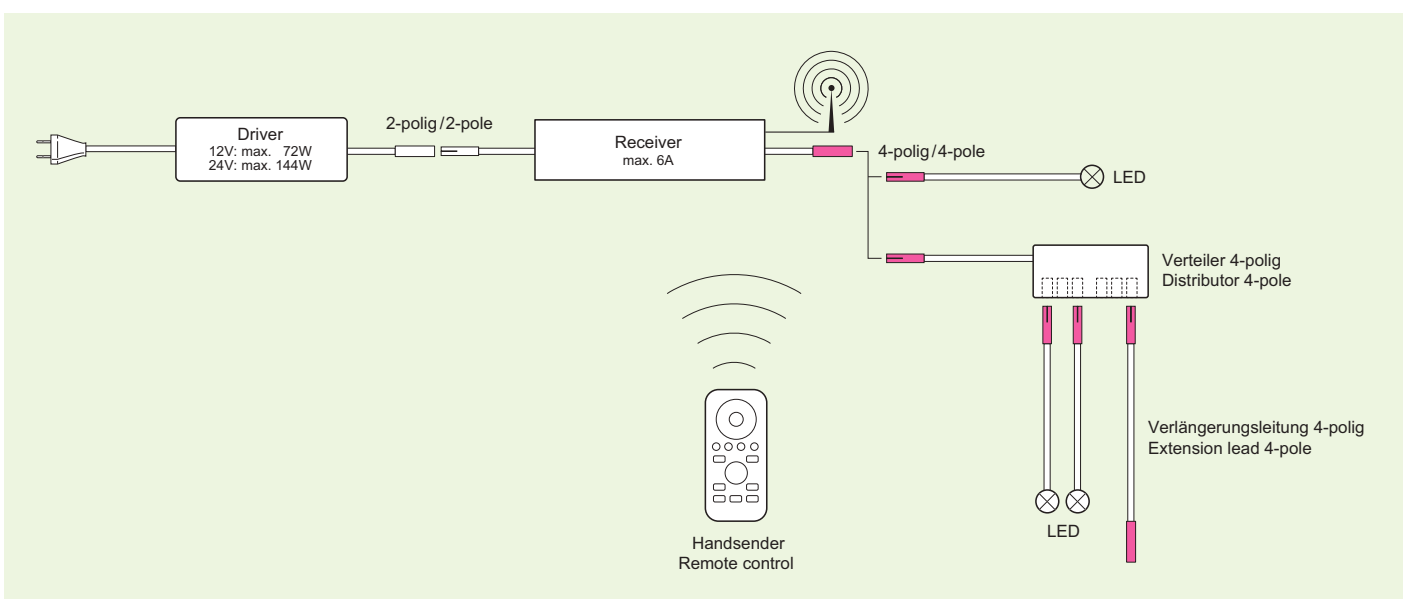 Driver
12V: max. 72W
24V: max. 144W
2-polig/2-pole
Receiver
max. 6A
4-polig/4-pole
LED
Verteiler 4-polig
Distributor 4-pole
Verlängerungsleitung 4-polig
Extension lead 4-pole
LED
Handsender
Remote control